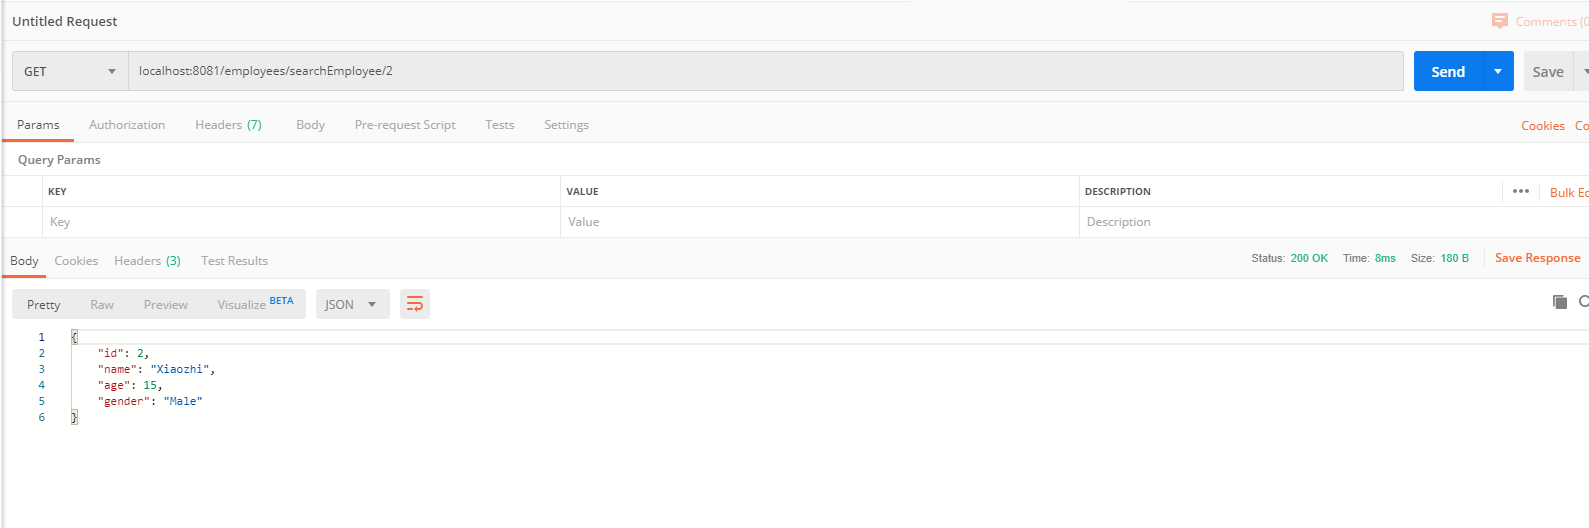 Untitled Request
Comments (0
GET localhost:8081/employees/searchEmployee/2 Send Save
Params Authorization Headers (7) Body Pre-request Script Tests Settings Cookies Co
Query Params
KEY VALUE DESCRIPTION ••• Bulk Ed
Key Value Description
Body Cookies Headers (3) Test Results Status: 200 OK Time: 8ms Size: 180 B Save Response
Pretty Raw Preview Visualize BETA JSON
1 {
2 "id": 2,
3 "name": "Xiaozhi",
4 "age": 15,
5 "gender": "Male"
6 }